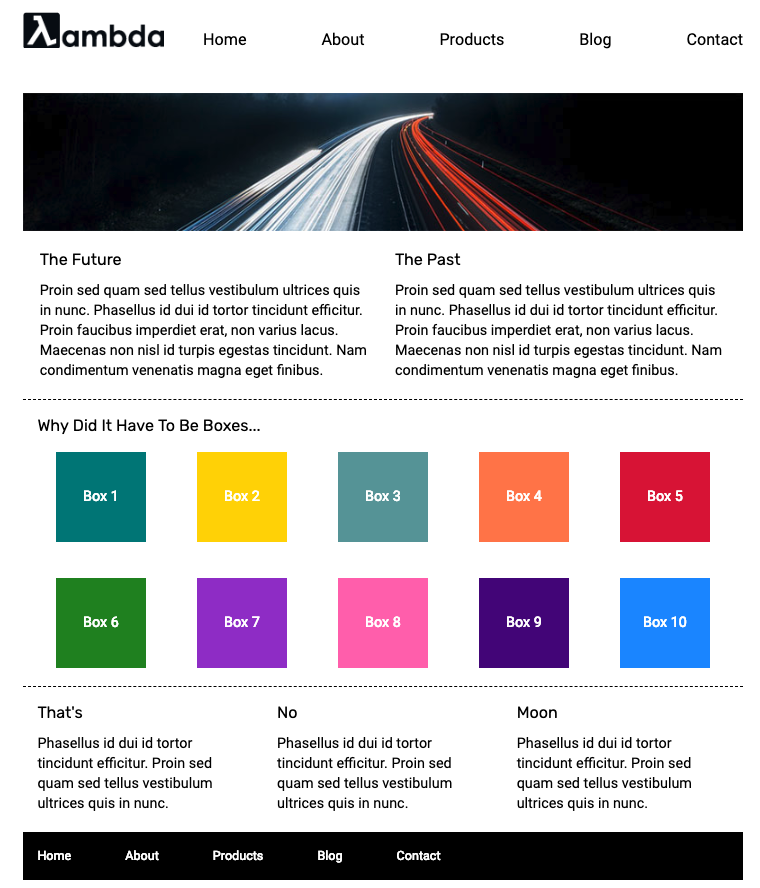 λambda
Home About Products Blog Contact
The Future
Proin sed quam sed tellus vestibulum ultrices quis
in nunc. Phasellus id dui id tortor tincidunt efficitur.
Proin faucibus imperdiet erat, non varius lacus.
Maecenas non nisl id turpis egestas tincidunt. Nam
condimentum venenatis magna eget finibus.
The Past
Proin sed quam sed tellus vestibulum ultrices quis
in nunc. Phasellus id dui id tortor tincidunt efficitur.
Proin faucibus imperdiet erat, non varius lacus.
Maecenas non nisl id turpis egestas tincidunt. Nam
condimentum venenatis magna eget finibus.
Why Did It Have To Be Boxes...
Box 1 Box 2 Box 3 Box 4 Box 5
Box 6 Box 7 Box 8 Box 9 Box 10
That's
Phasellus id dui id tortor
tincidunt efficitur. Proin sed
quam sed tellus vestibulum
ultrices quis in nunc.
No
Phasellus id dui id tortor
tincidunt efficitur. Proin sed
quam sed tellus vestibulum
ultrices quis in nunc.
Moon
Phasellus id dui id tortor
tincidunt efficitur. Proin sed
quam sed tellus vestibulum
ultrices quis in nunc.
Home About Products Blog Contact